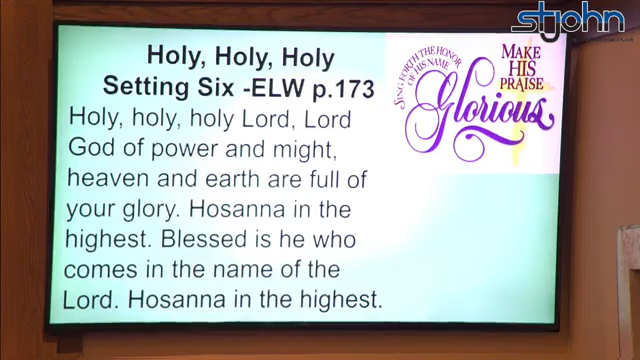 stjohn
Holy, Holy, Holy
Setting Six -ELW p.173
Holy, holy, holy Lord, Lord
God of power and might,
heaven and earth are full of
your glory. Hosanna in the
highest. Blessed is he who
comes in the name of the
Lord. Hosanna in the highest.
SING FORTH THE HONOR
OF HIS NAME
MAKE
HIS
PRAISE
Glorious